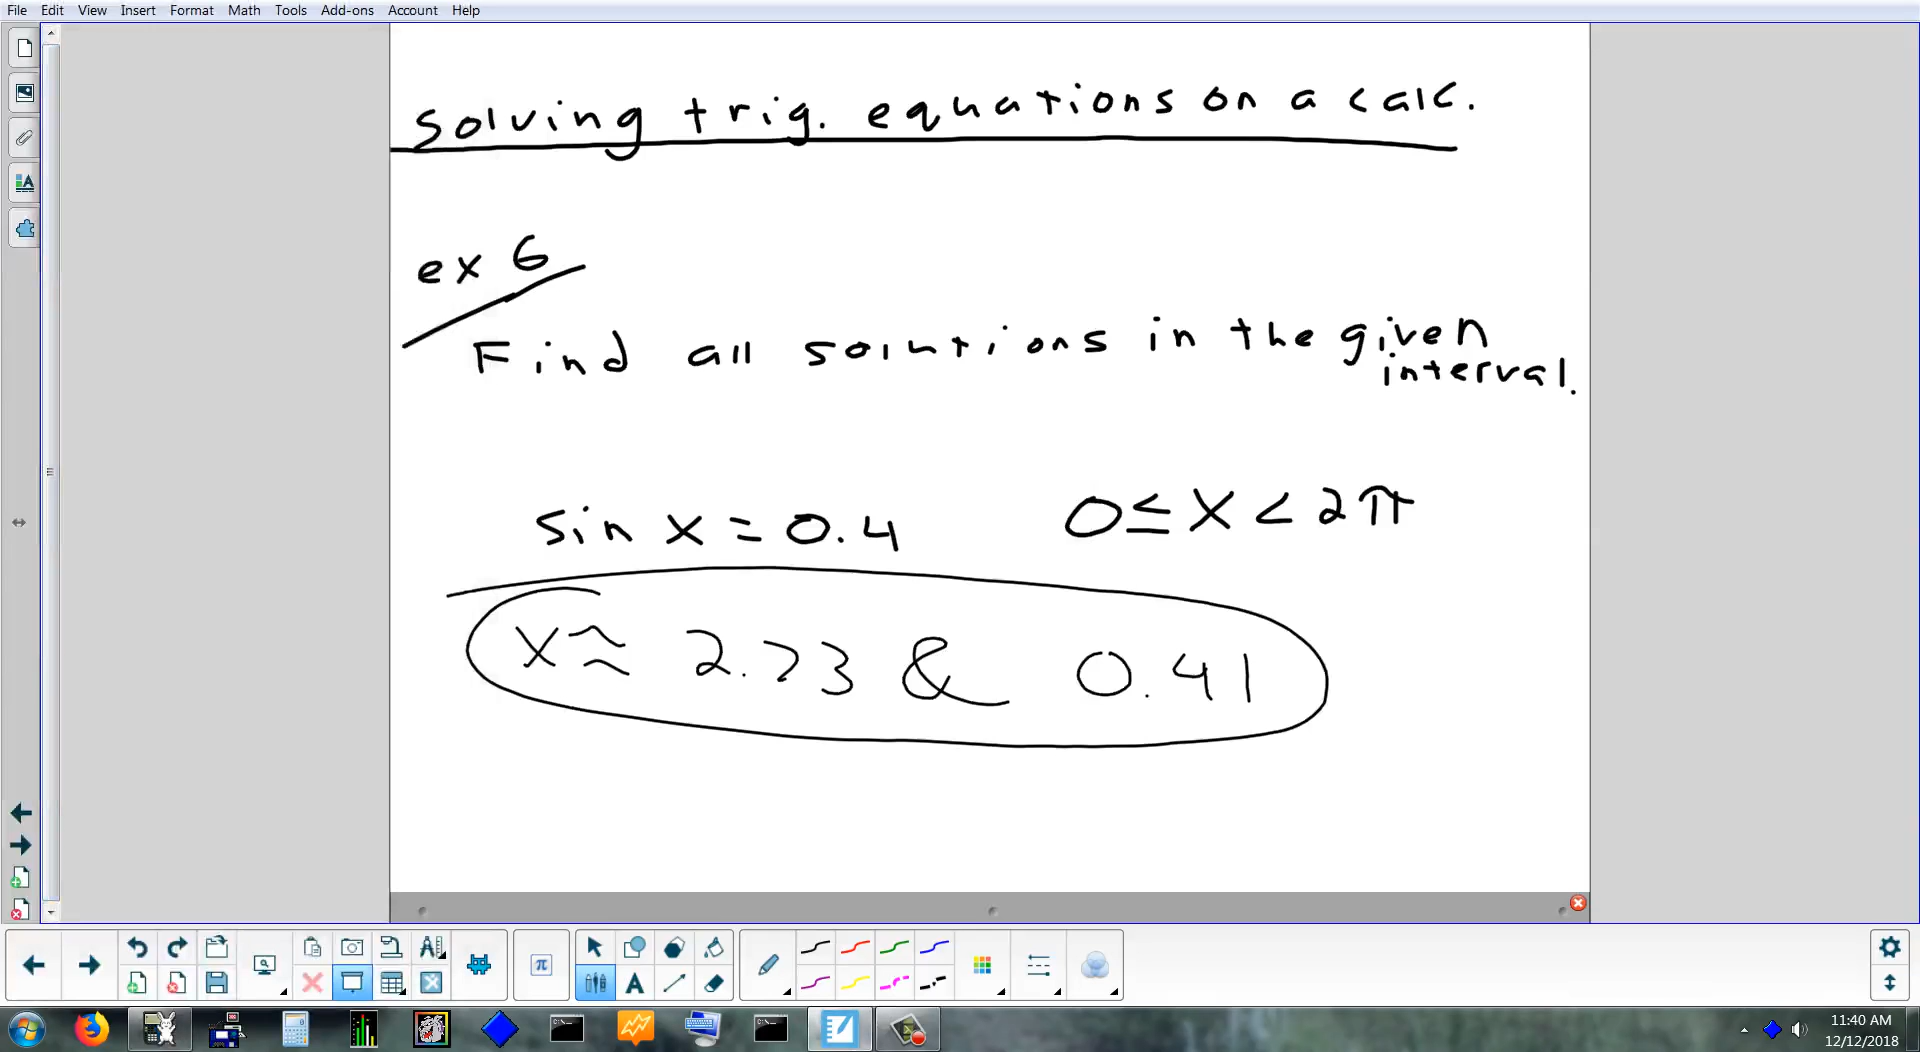 File Edit View Insert Format Math Tools Add-ons Account Help
solving trig. equations on a calc.
ex 6
Find all solutions in the given
interval.
sin x = 0.4 0 ≤ x < 2π
x ≈ 2.73 & 0.41
π
A
11:40 AM
12/12/2018